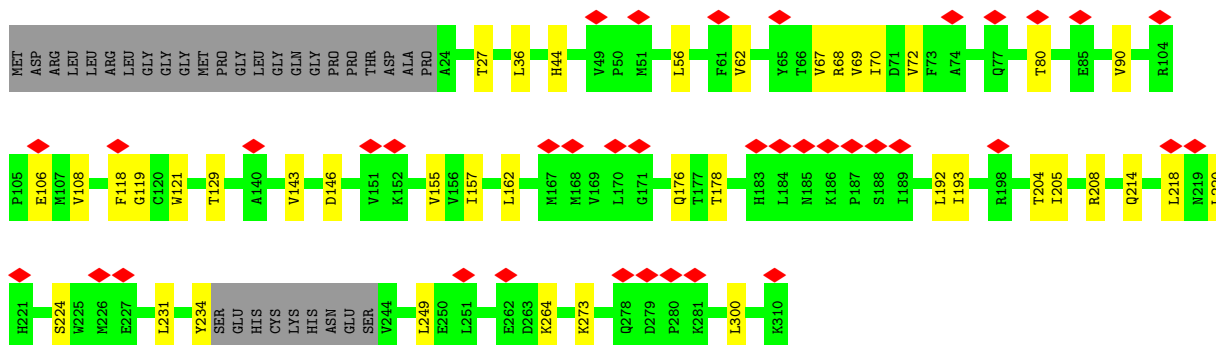 MET ASP ARG LEU LEU ARG LEU GLY GLY GLY MET PRO GLY LEU GLY GLN GLY PRO PRO THR ASP ALA PRO A24 T27 L36 H44 V49 P50 M51 L56 F61 V62 Y65 T66 V67 R68 V69 I70 D71 V72 F73 A74 Q77 T80 E85 V90 R104
P105 E106 M107 V108 F118 G119 C120 W121 T129 A140 V143 D146 V151 K152 V155 V156 I157 L162 M167 M168 V169 L170 G171 Q176 T177 T178 H183 L184 N185 K186 P187 S188 I189 L192 I193 R198 T204 I205 R208 Q214 L218 N219 L220
H221 S224 W225 M226 E227 L231 Y234 SER GLU HIS CYS LYS HIS ASN GLU SER V244 L249 E250 L251 E262 D263 K264 K273 Q278 D279 P280 K281 L300 K310